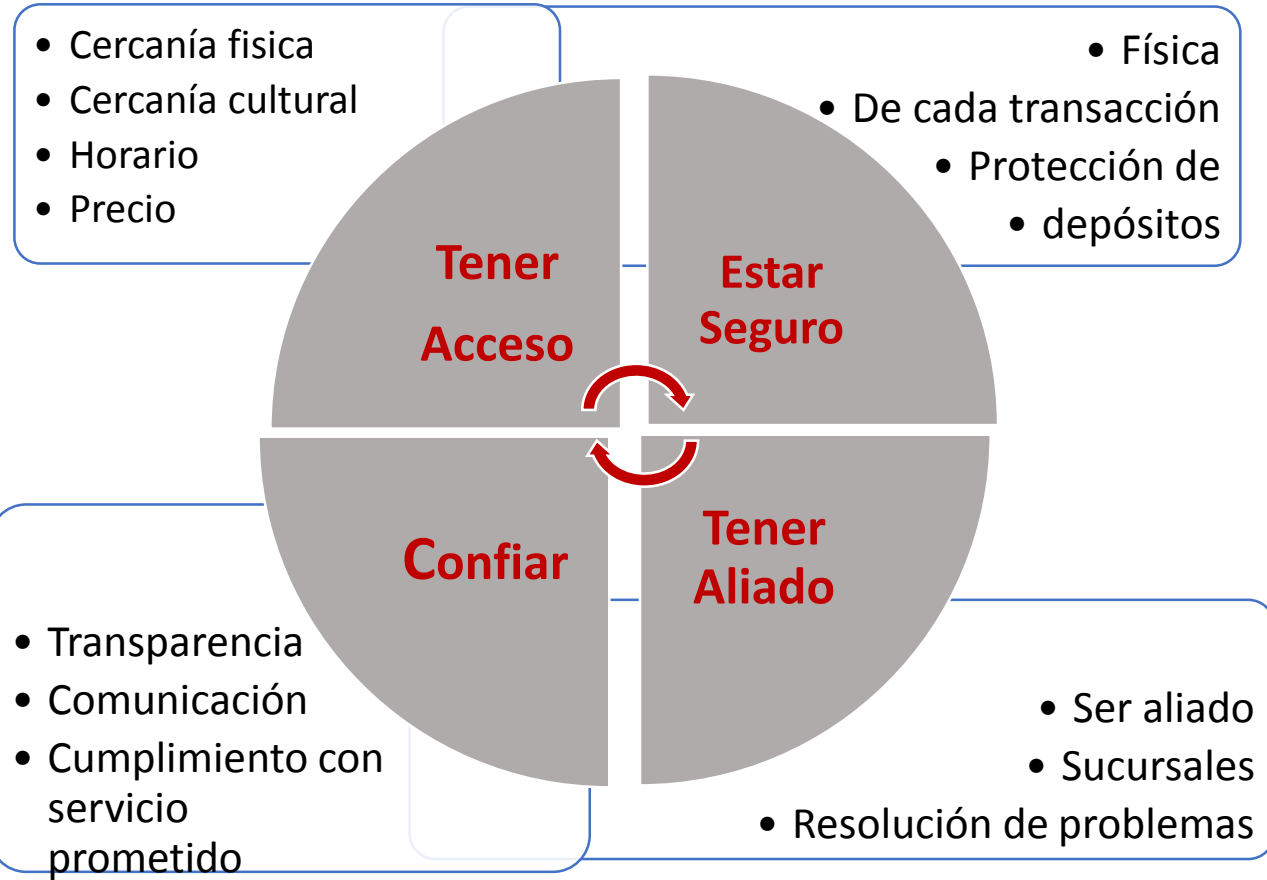 • Cercanía fisica
• Cercanía cultural
• Horario
• Precio
• Física
• De cada transacción
• Protección de
• depósitos
Tener
Acceso
Estar
Seguro
Confiar
Tener
Aliado
• Transparencia
• Comunicación
• Cumplimiento con
servicio
prometido
• Ser aliado
• Sucursales
• Resolución de problemas